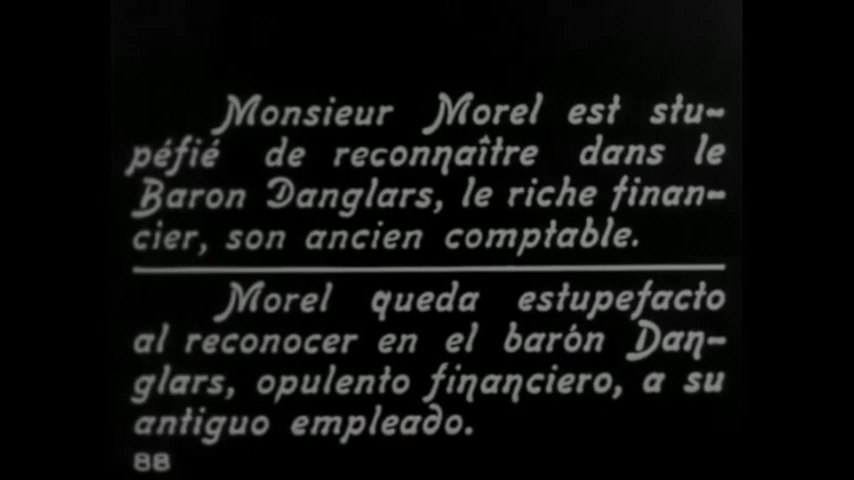 Monsieur Morel est stu-
péfié de reconnaître dans le
Baron Danglars, le riche finan-
cier, son ancien comptable.
Morel queda estupefacto
al reconocer en el barón Dan-
glars, opulento financiero, a su
antiguo empleado.
88